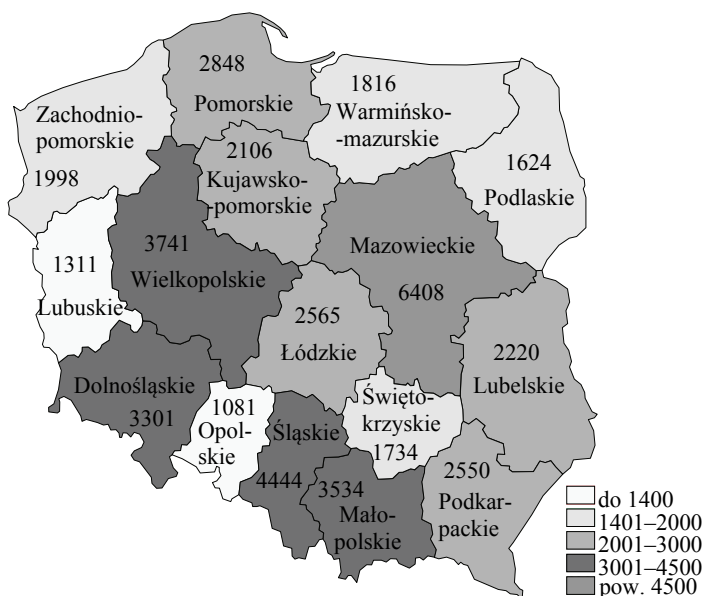 2848
Pomorskie
1816
Warmińsko-
-mazurskie
Zachodnio-
pomorskie
1998
2106
Kujawsko-
-pomorskie
1624
Podlaskie
3741
Wielkopolskie
Mazowieckie
6408
1311
Lubuskie
2565
Łódzkie
2220
Lubelskie
Dolnośląskie
3301
1081
Opol-
skie
Śląskie
4444
Święto-
krzyskie
1734
3534
Mało-
polskie
2550
Podkar-
packie
do 1400
1401–2000
2001–3000
3001–4500
pow. 4500